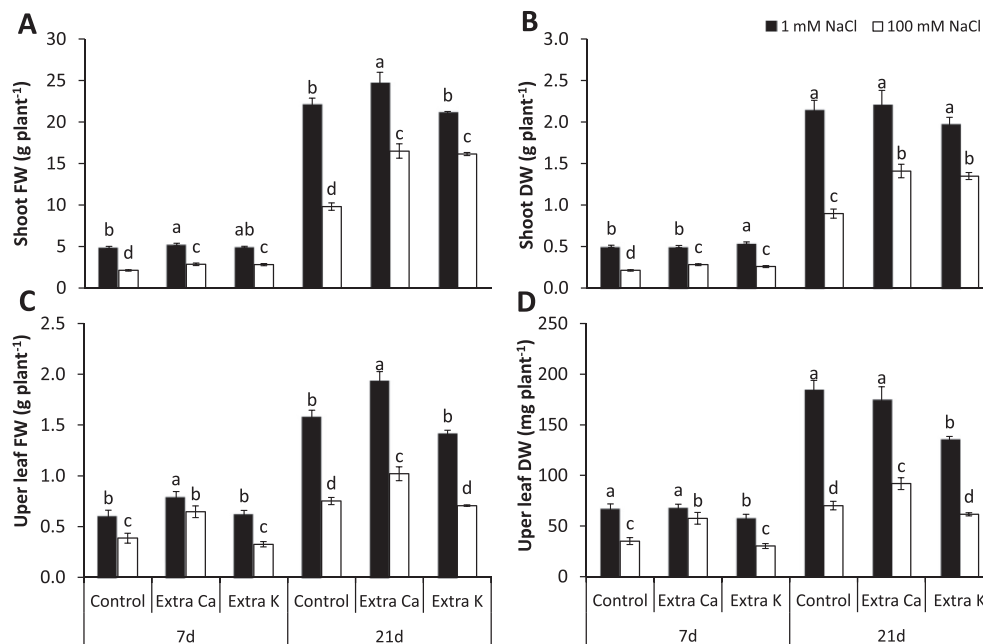 A
B
■ 1 mM NaCl □ 100 mM NaCl
Shoot FW (g plant⁻¹)
30
25
20
15
10
5
0
b d a c ab c b d a c b c
Shoot DW (g plant⁻¹)
3.0
2.5
2.0
1.5
1.0
0.5
0.0
b d b c a c a c a b a b
C
D
Uper leaf FW (g plant⁻¹)
2.5
2.0
1.5
1.0
0.5
0.0
b c a b b c b d a c b d
Control Extra Ca Extra K Control Extra Ca Extra K
7d 21d
Uper leaf DW (mg plant⁻¹)
250
200
150
100
50
0
a c a b b c a d a c b d
Control Extra Ca Extra K Control Extra Ca Extra K
7d 21d